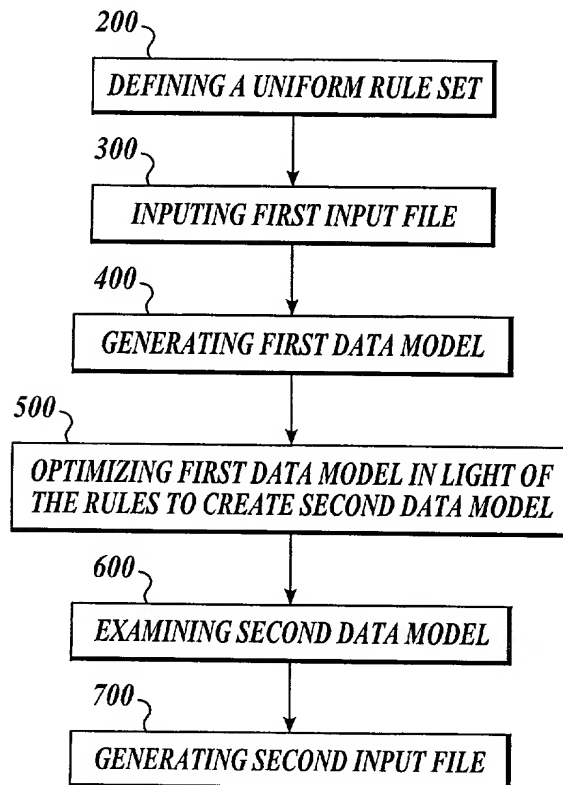 200
DEFINING A UNIFORM RULE SET
300
INPUTING FIRST INPUT FILE
400
GENERATING FIRST DATA MODEL
500
OPTIMIZING FIRST DATA MODEL IN LIGHT OF
THE RULES TO CREATE SECOND DATA MODEL
600
EXAMINING SECOND DATA MODEL
700
GENERATING SECOND INPUT FILE